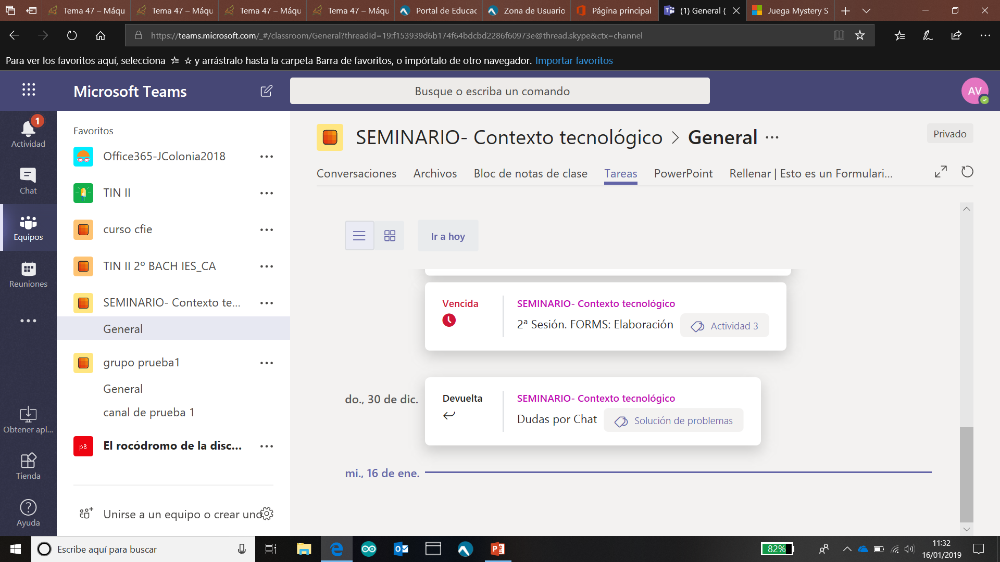 Tema 47 – Máqu
Tema 47 – Máqu
Tema 47 – Máqu
Tema 47 – Máqu
Portal de Educac
Zona de Usuario
Página principal
(1) General (
Juega Mystery S
https://teams.microsoft.com/_#/classroom/General?threadId=19:f153939d6b174f64bdcbd2286f60973e@thread.skype&ctx=channel
Para ver los favoritos aquí, selecciona y arrástralo hasta la carpeta Barra de favoritos, o impórtalo de otro navegador. Importar favoritos
Microsoft Teams
Busque o escriba un comando
AV
1
Actividad
Chat
Equipos
Reuniones
Obtener apl...
Tienda
Ayuda
Favoritos
Office365-JColonia2018
TIN II
curso cfie
TIN II 2º BACH IES_CA
SEMINARIO- Contexto te...
General
grupo prueba1
General
canal de prueba 1
pB
El rocódromo de la disc...
Unirse a un equipo o crear uno
SEMINARIO- Contexto tecnológico > General ...
Privado
Conversaciones
Archivos
Bloc de notas de clase
Tareas
PowerPoint
Rellenar | Esto es un Formulari...
Ir a hoy
Vencida
SEMINARIO- Contexto tecnológico
2ª Sesión. FORMS: Elaboración
Actividad 3
do., 30 de dic.
Devuelta
SEMINARIO- Contexto tecnológico
Dudas por Chat
Solución de problemas
mi., 16 de ene.
Escribe aquí para buscar
82%
11:32
16/01/2019